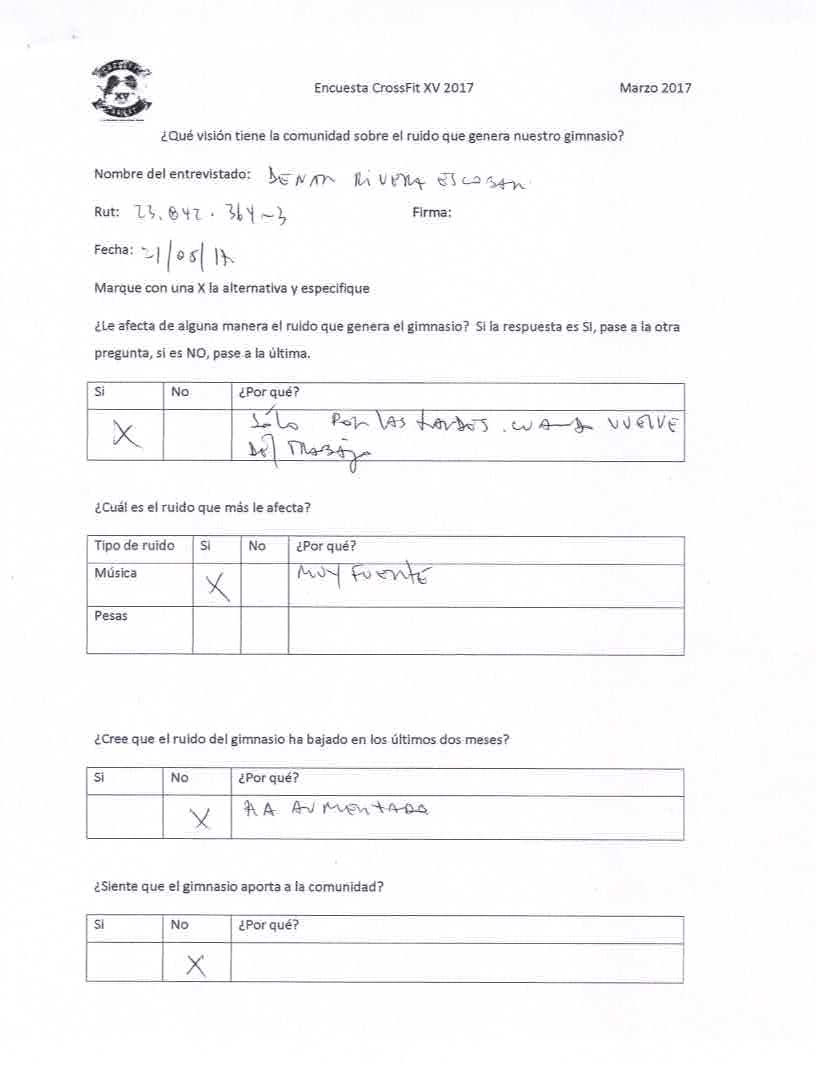 CROSSFIT
XV
Encuesta CrossFit XV 2017 Marzo 2017
¿Qué visión tiene la comunidad sobre el ruido que genera nuestro gimnasio?
Nombre del entrevistado: RiVERA ESCOBAR
Rut: 23.842.364-3 Firma:
Fecha: 21/05/17
Marque con una X la alternativa y especifique
¿Le afecta de alguna manera el ruido que genera el gimnasio? Si la respuesta es SI, pase a la otra
pregunta, si es NO, pase a la última.
Si No ¿Por qué?
X Sólo POR LAS tARDES. CUANDO VUELVE
DEl TRABAjo
¿Cuál es el ruido que más le afecta?
Tipo de ruido Si No ¿Por qué?
Música X MUY FUERTE
Pesas
¿Cree que el ruido del gimnasio ha bajado en los últimos dos meses?
Si No ¿Por qué?
X HA AUMENTADO
¿Siente que el gimnasio aporta a la comunidad?
Si No ¿Por qué?
X